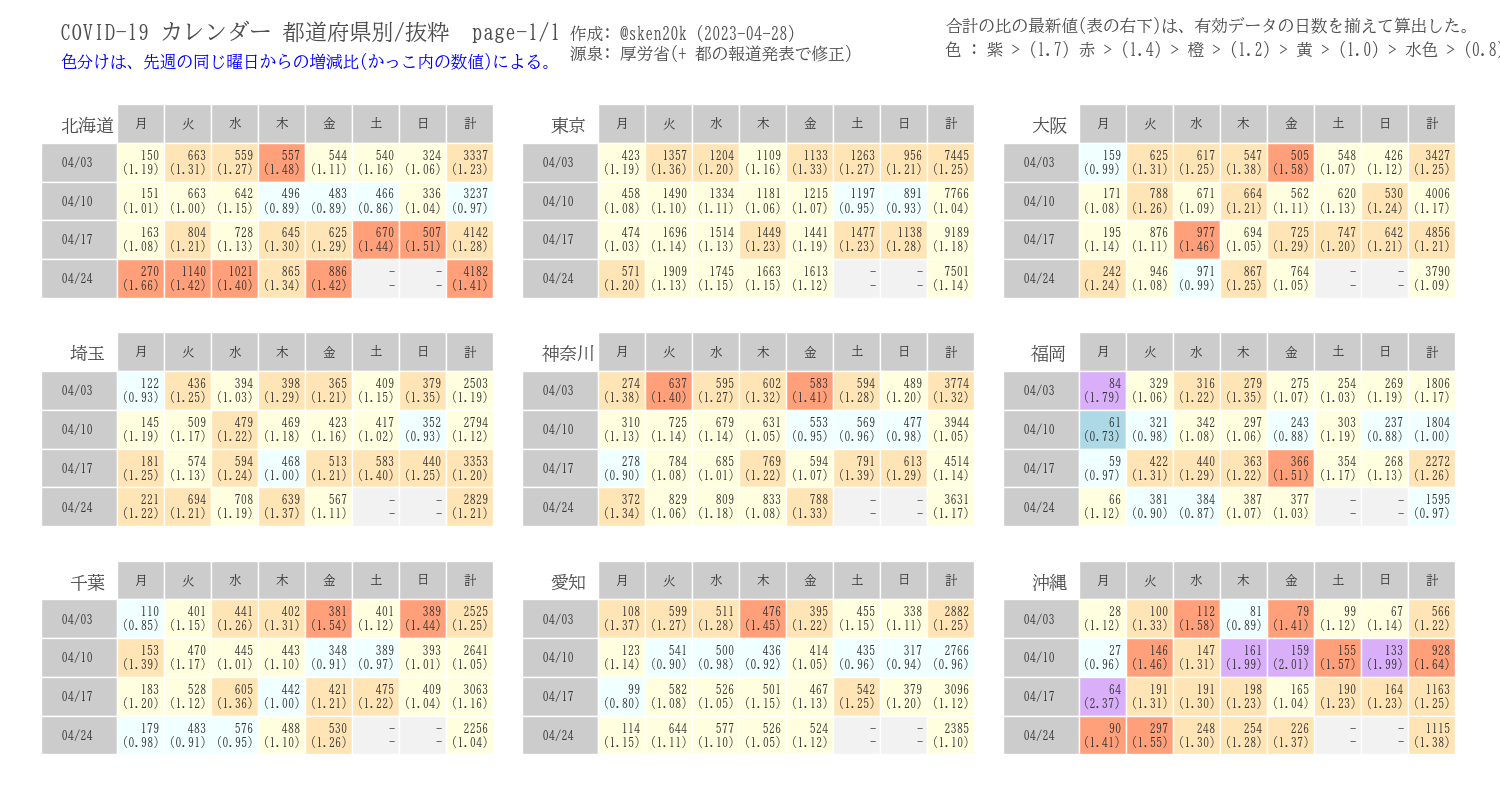 COVID-19 カレンダー 都道府県別/抜粋 page-1/1 作成: @sken20k (2023-04-28)
色分けは、先週の同じ曜日からの増減比(かっこ内の数値)による。 源泉: 厚労省(+ 都の報道発表で修正)
合計の比の最新値(表の右下)は、有効データの日数を揃えて算出した。
色 : 紫 > (1.7) 赤 > (1.4) 橙 > (1.2) 黄 > (1.0) > 水色 > (0.8)
北海道 月 火 水 木 金 土 日 計
04/03 150 663 559 557 544 540 324 3337
(1.19) (1.31) (1.27) (1.48) (1.11) (1.16) (1.06) (1.23)
04/10 151 663 642 496 483 466 336 3237
(1.01) (1.00) (1.15) (0.89) (0.89) (0.86) (1.04) (0.97)
04/17 163 804 728 645 625 670 507 4142
(1.08) (1.21) (1.13) (1.30) (1.29) (1.44) (1.51) (1.28)
04/24 270 1140 1021 865 886 - - 4182
(1.66) (1.42) (1.40) (1.34) (1.42) - - (1.41)
東京 月 火 水 木 金 土 日 計
04/03 423 1357 1204 1109 1133 1263 956 7445
(1.19) (1.36) (1.20) (1.16) (1.33) (1.27) (1.21) (1.25)
04/10 458 1490 1334 1181 1215 1197 891 7766
(1.08) (1.10) (1.11) (1.06) (1.07) (0.95) (0.93) (1.04)
04/17 474 1696 1514 1449 1441 1477 1138 9189
(1.03) (1.14) (1.13) (1.23) (1.19) (1.23) (1.28) (1.18)
04/24 571 1909 1745 1663 1613 - - 7501
(1.20) (1.13) (1.15) (1.15) (1.12) - - (1.14)
大阪 月 火 水 木 金 土 日 計
04/03 159 625 617 547 505 548 426 3427
(0.99) (1.31) (1.25) (1.38) (1.58) (1.07) (1.12) (1.25)
04/10 171 788 671 664 562 620 530 4006
(1.08) (1.26) (1.09) (1.21) (1.11) (1.13) (1.24) (1.17)
04/17 195 876 977 694 725 747 642 4856
(1.14) (1.11) (1.46) (1.05) (1.29) (1.20) (1.21) (1.21)
04/24 242 946 971 867 764 - - 3790
(1.24) (1.08) (0.99) (1.25) (1.05) - - (1.09)
埼玉 月 火 水 木 金 土 日 計
04/03 122 436 394 398 365 409 379 2503
(0.93) (1.25) (1.03) (1.29) (1.21) (1.15) (1.35) (1.19)
04/10 145 509 479 469 423 417 352 2794
(1.19) (1.17) (1.22) (1.18) (1.16) (1.02) (0.93) (1.12)
04/17 181 574 594 468 513 583 440 3353
(1.25) (1.13) (1.24) (1.00) (1.21) (1.40) (1.25) (1.20)
04/24 221 694 708 639 567 - - 2829
(1.22) (1.21) (1.19) (1.37) (1.11) - - (1.21)
神奈川 月 火 水 木 金 土 日 計
04/03 274 637 595 602 583 594 489 3774
(1.38) (1.40) (1.27) (1.32) (1.41) (1.28) (1.20) (1.32)
04/10 310 725 679 631 553 569 477 3944
(1.13) (1.14) (1.14) (1.05) (0.95) (0.96) (0.98) (1.05)
04/17 278 784 685 769 594 791 613 4514
(0.90) (1.08) (1.01) (1.22) (1.07) (1.39) (1.29) (1.14)
04/24 372 829 809 833 788 - - 3631
(1.34) (1.06) (1.18) (1.08) (1.33) - - (1.17)
福岡 月 火 水 木 金 土 日 計
04/03 84 329 316 279 275 254 269 1806
(1.79) (1.06) (1.22) (1.35) (1.07) (1.03) (1.19) (1.17)
04/10 61 321 342 297 243 303 237 1804
(0.73) (0.98) (1.08) (1.06) (0.88) (1.19) (0.88) (1.00)
04/17 59 422 440 363 366 354 268 2272
(0.97) (1.31) (1.29) (1.22) (1.51) (1.17) (1.13) (1.26)
04/24 66 381 384 387 377 - - 1595
(1.12) (0.90) (0.87) (1.07) (1.03) - - (0.97)
千葉 月 火 水 木 金 土 日 計
04/03 110 401 441 402 381 401 389 2525
(0.85) (1.15) (1.26) (1.31) (1.54) (1.12) (1.44) (1.25)
04/10 153 470 445 443 348 389 393 2641
(1.39) (1.17) (1.01) (1.10) (0.91) (0.97) (1.01) (1.05)
04/17 183 528 605 442 421 475 409 3063
(1.20) (1.12) (1.36) (1.00) (1.21) (1.22) (1.04) (1.16)
04/24 179 483 576 488 530 - - 2256
(0.98) (0.91) (0.95) (1.10) (1.26) - - (1.04)
愛知 月 火 水 木 金 土 日 計
04/03 108 599 511 476 395 455 338 2882
(1.37) (1.27) (1.28) (1.45) (1.22) (1.15) (1.11) (1.25)
04/10 123 541 500 436 414 435 317 2766
(1.14) (0.90) (0.98) (0.92) (1.05) (0.96) (0.94) (0.96)
04/17 99 582 526 501 467 542 379 3096
(0.80) (1.08) (1.05) (1.15) (1.13) (1.25) (1.20) (1.12)
04/24 114 644 577 526 524 - - 2385
(1.15) (1.11) (1.10) (1.05) (1.12) - - (1.10)
沖縄 月 火 水 木 金 土 日 計
04/03 28 100 112 81 79 99 67 566
(1.12) (1.33) (1.58) (0.89) (1.41) (1.12) (1.14) (1.22)
04/10 27 146 147 161 159 155 133 928
(0.96) (1.46) (1.31) (1.99) (2.01) (1.57) (1.99) (1.64)
04/17 64 191 191 198 165 190 164 1163
(2.37) (1.31) (1.30) (1.23) (1.04) (1.23) (1.23) (1.25)
04/24 90 297 248 254 226 - - 1115
(1.41) (1.55) (1.30) (1.28) (1.37) - - (1.38)